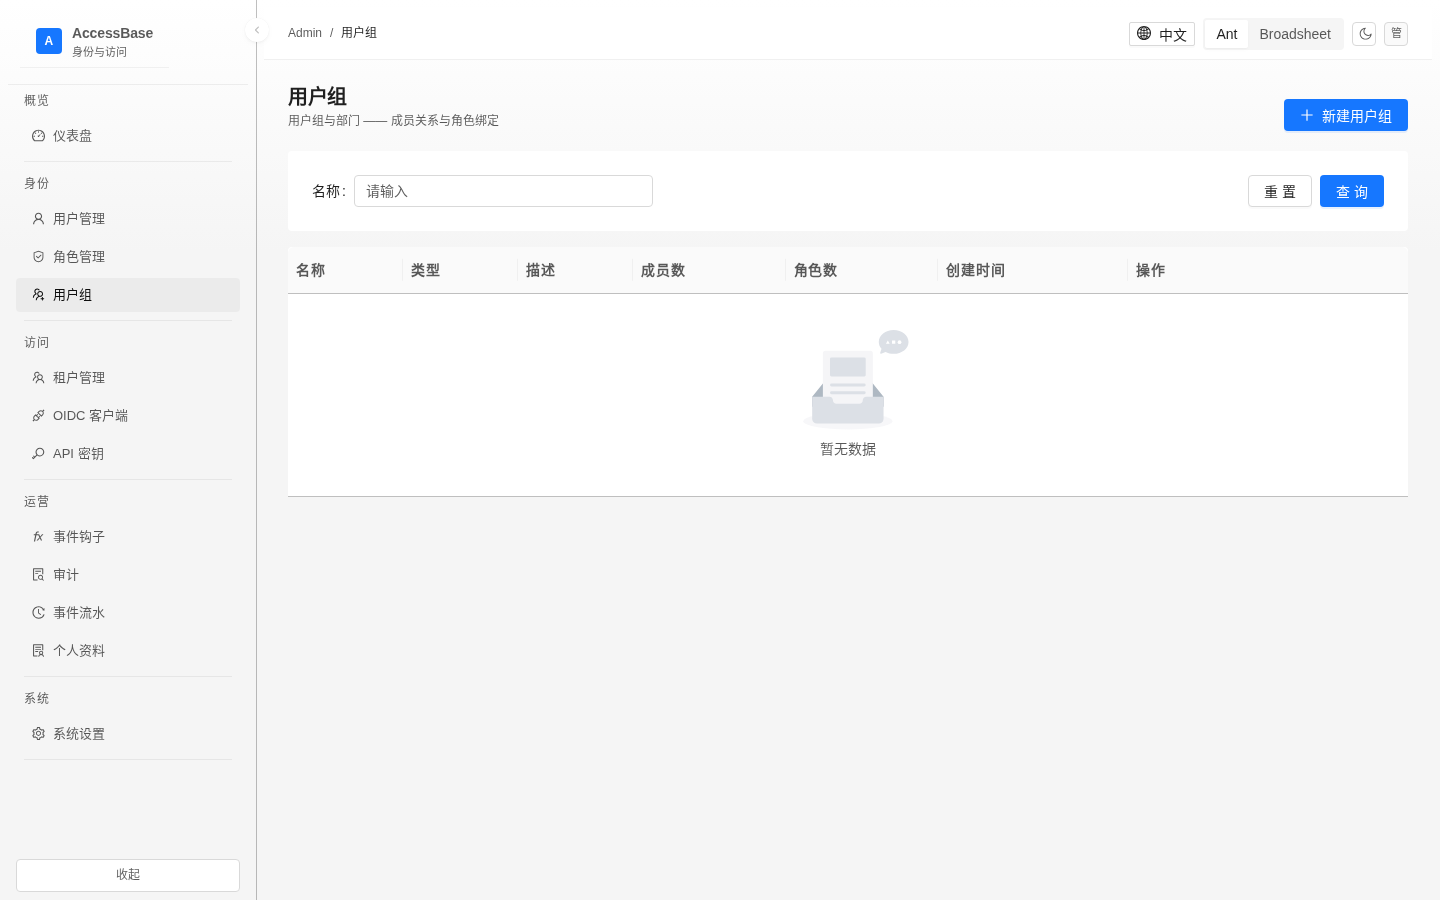 A
AccessBase
身份与访问
概览
仪表盘
身份
用户管理
角色管理
用户组
访问
租户管理
OIDC 客户端
API 密钥
运营
事件钩子
审计
事件流水
个人资料
系统
系统设置
收起
Admin / 用户组
中文
Ant
Broadsheet
管
用户组
用户组与部门 —— 成员关系与角色绑定
新建用户组
名称:
请输入
重 置
查 询
名称
类型
描述
成员数
角色数
创建时间
操作
暂无数据